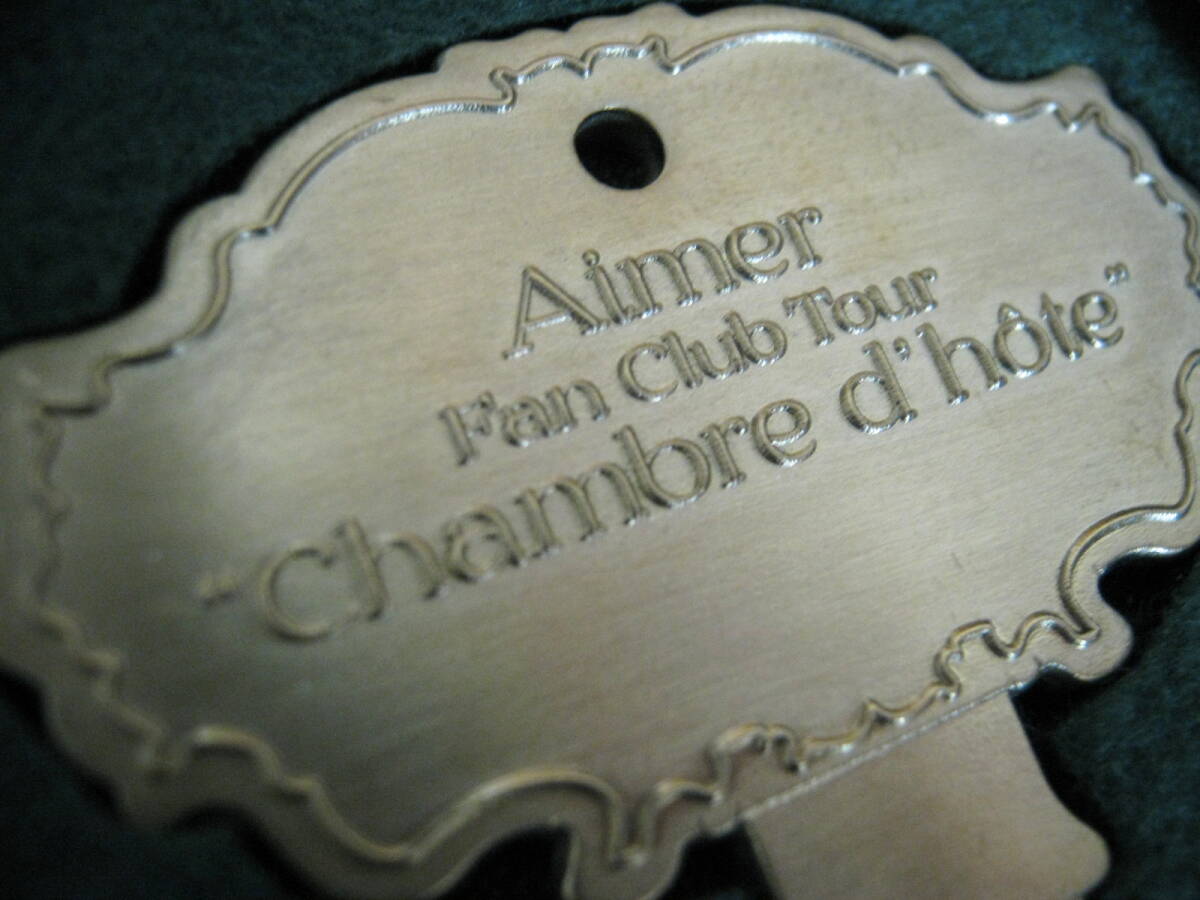 Aimer
Fan Club Tour
"chambre d'hôte"